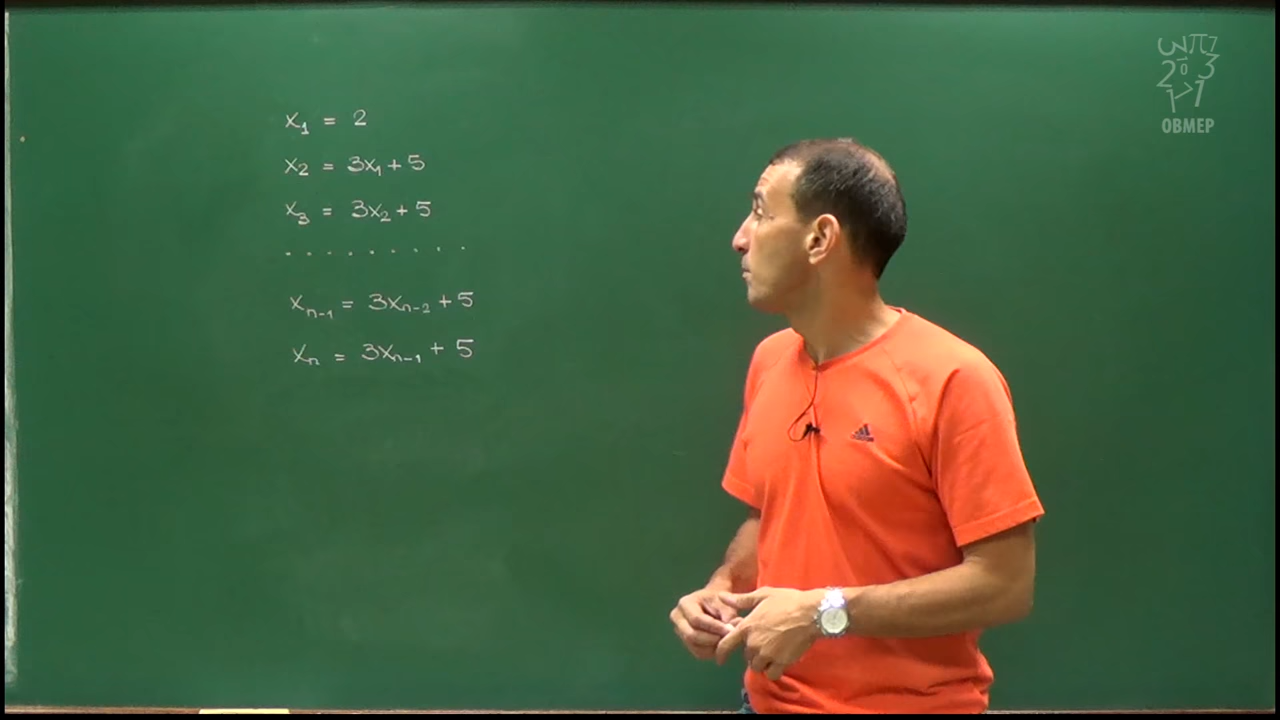 x₁ = 2
x₂ = 3x₁ + 5
x₃ = 3x₂ + 5
. . . . . . . . .
xₙ₋₁ = 3xₙ₋₂ + 5
xₙ = 3xₙ₋₁ + 5
OBMEP